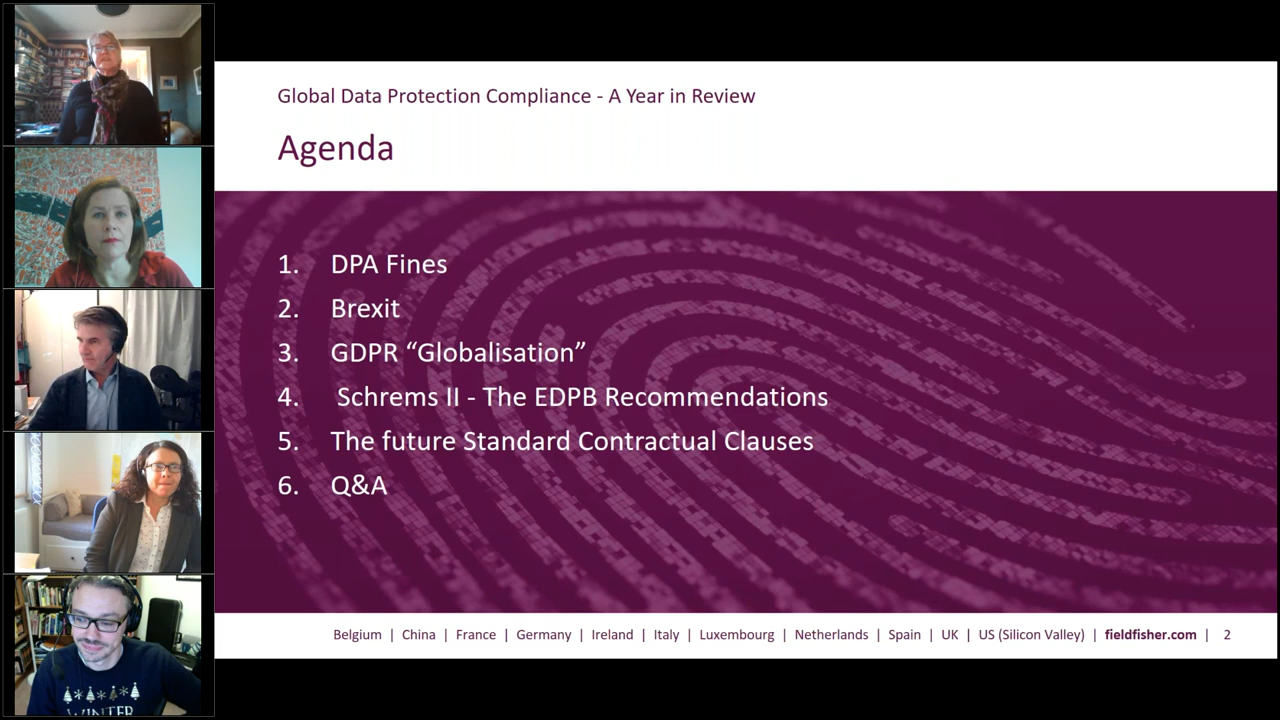 Global Data Protection Compliance - A Year in Review
Agenda
1. DPA Fines
2. Brexit
3. GDPR “Globalisation”
4. Schrems II - The EDPB Recommendations
5. The future Standard Contractual Clauses
6. Q&A
Belgium | China | France | Germany | Ireland | Italy | Luxembourg | Netherlands | Spain | UK | US (Silicon Valley) | fieldfisher.com | 2
WINTER